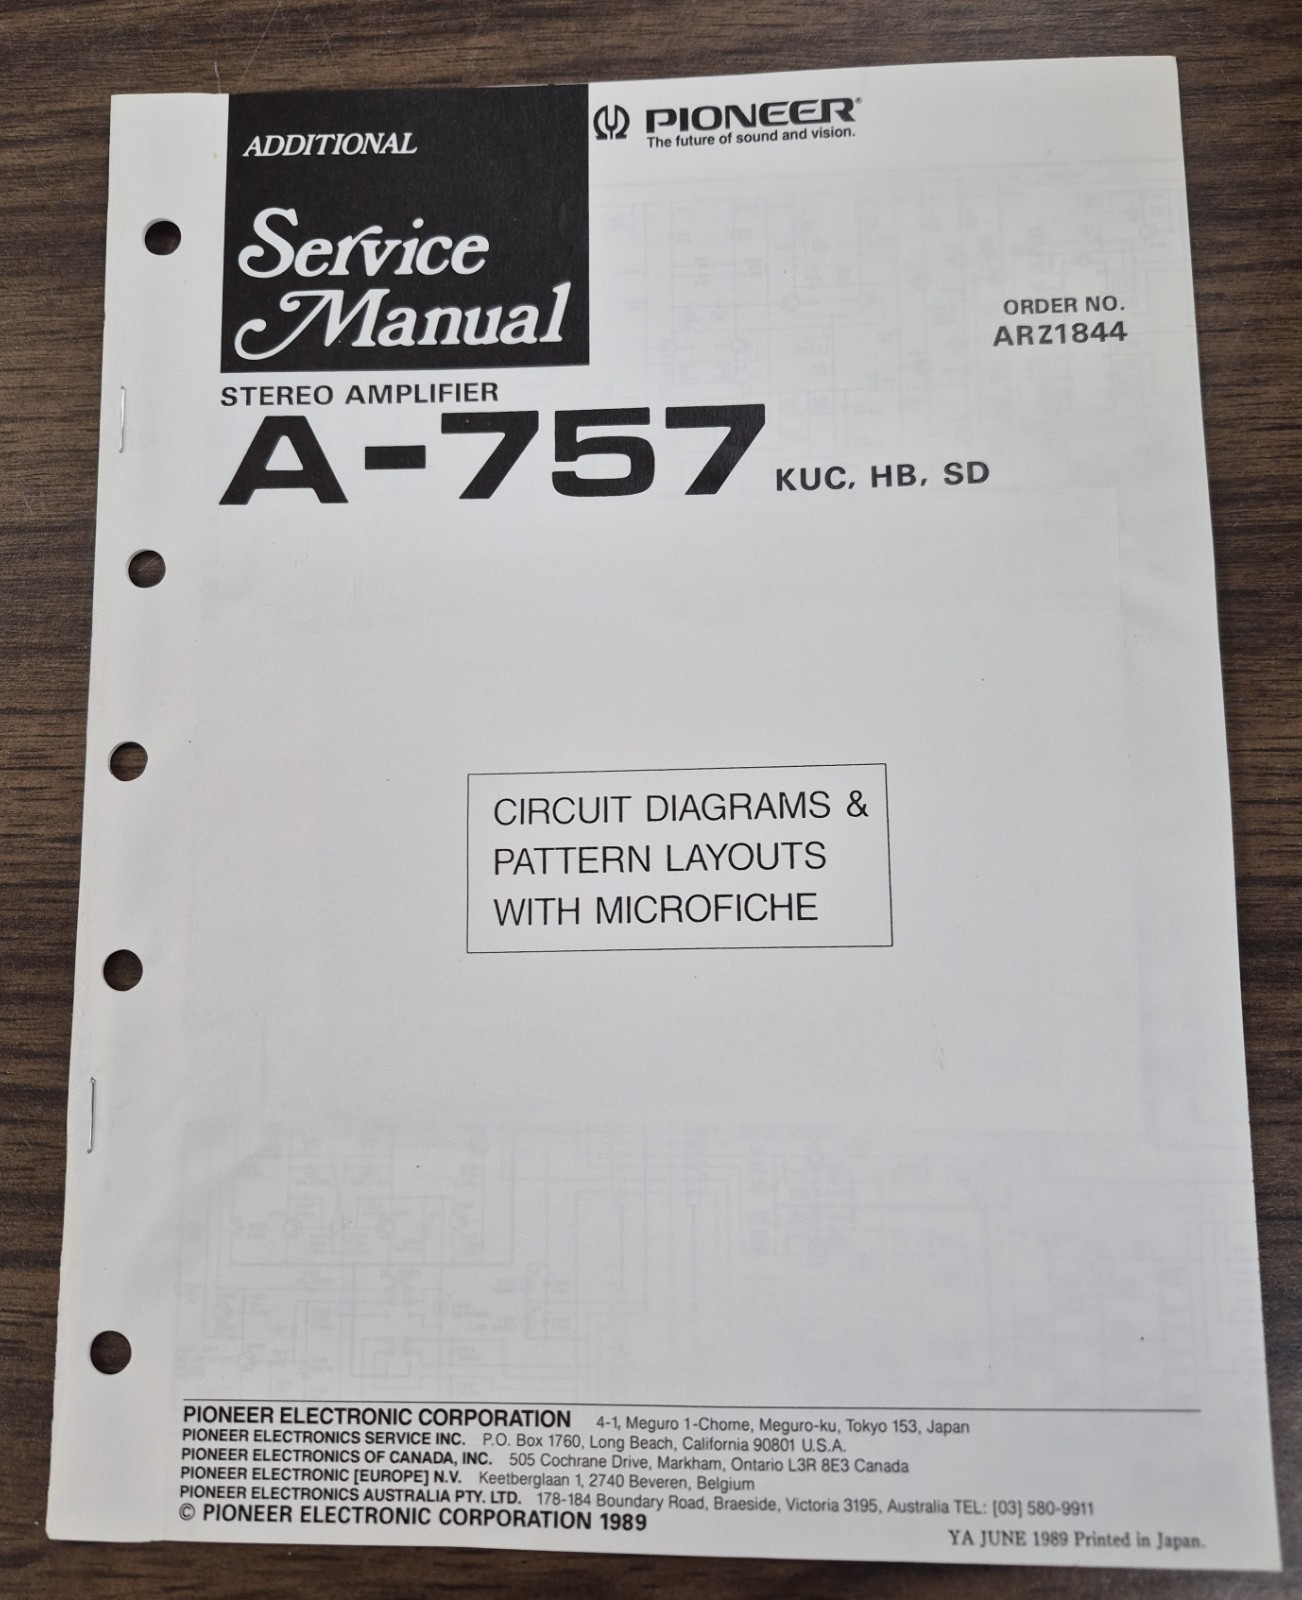 ADDITIONAL
Service
Manual
PIONEER®
The future of sound and vision.
ORDER NO.
ARZ1844
STEREO AMPLIFIER
A-757 KUC, HB, SD
CIRCUIT DIAGRAMS &
PATTERN LAYOUTS
WITH MICROFICHE
PIONEER ELECTRONIC CORPORATION 4-1, Meguro 1-Chome, Meguro-ku, Tokyo 153, Japan
PIONEER ELECTRONICS SERVICE INC. P.O. Box 1760, Long Beach, California 90801 U.S.A.
PIONEER ELECTRONICS OF CANADA, INC. 505 Cochrane Drive, Markham, Ontario L3R 8E3 Canada
PIONEER ELECTRONIC [EUROPE] N.V. Keetberglaan 1, 2740 Beveren, Belgium
PIONEER ELECTRONICS AUSTRALIA PTY. LTD. 178-184 Boundary Road, Braeside, Victoria 3195, Australia TEL: [03] 580-9911
© PIONEER ELECTRONIC CORPORATION 1989
YA JUNE 1989 Printed in Japan.